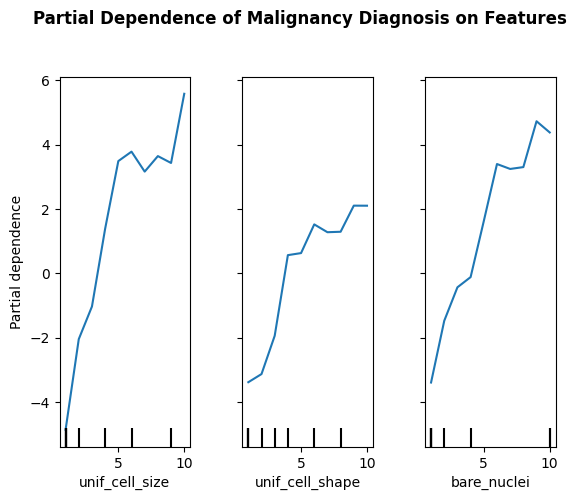 Partial Dependence of Malignancy Diagnosis on Features
Partial dependence
6
4
2
0
−2
−4
5 10
5 10
5 10
unif_cell_size
unif_cell_shape
bare_nuclei